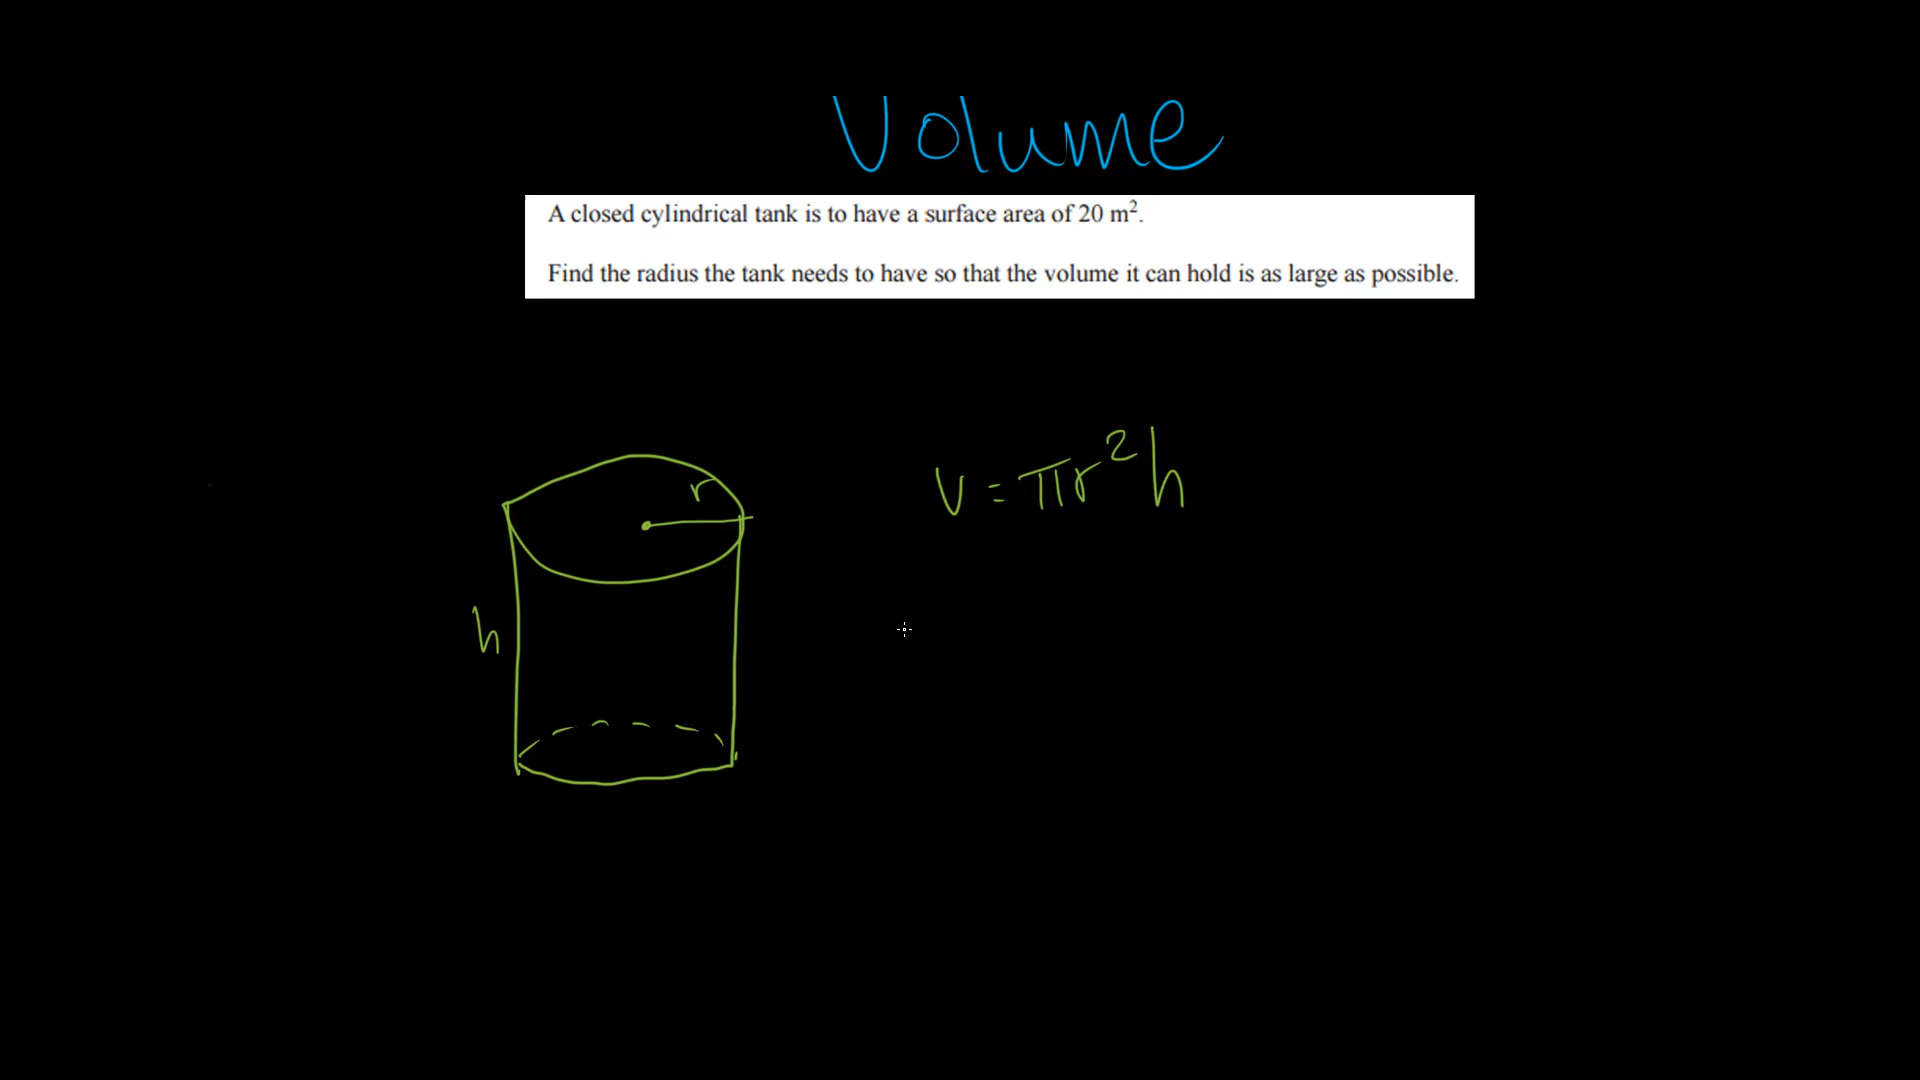 Volume
A closed cylindrical tank is to have a surface area of 20 m².
Find the radius the tank needs to have so that the volume it can hold is as large as possible.
r
V = πr²h
h